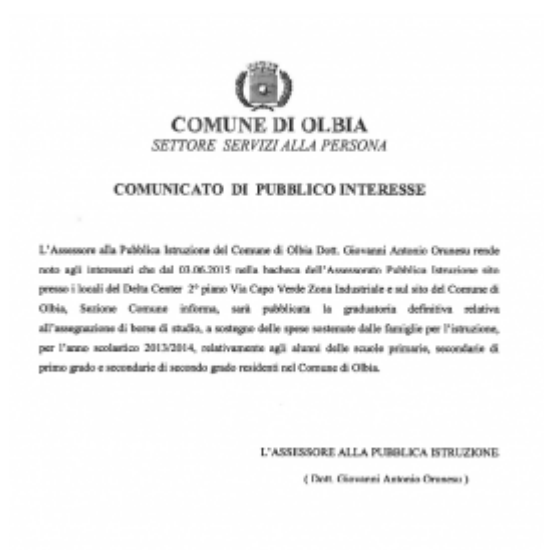 COMUNE DI OLBIA
SETTORE SERVIZI ALLA PERSONA
COMUNICATO DI PUBBLICO INTERESSE
L'Assessore alla Pubblica Istruzione del Comune di Olbia Dott. Giovanni Antonio Orunesu rende
noto agli interessati che dal 03.06.2015 nella bacheca dell'Assessorato Pubblica Istruzione sito
presso i locali del Delta Center 2° piano Via Capo Verde Zona Industriale e sul sito del Comune di
Olbia, Sezione Comune informa, sarà pubblicata la graduatoria definitiva relativa
all'assegnazione di borse di studio, a sostegno delle spese sostenute dalle famiglie per l'istruzione,
per l'anno scolastico 2013/2014, relativamente agli alunni delle scuole primarie, secondarie di
primo grado e secondarie di secondo grado residenti nel Comune di Olbia.
L'ASSESSORE ALLA PUBBLICA ISTRUZIONE
( Dott. Giovanni Antonio Orunesu )